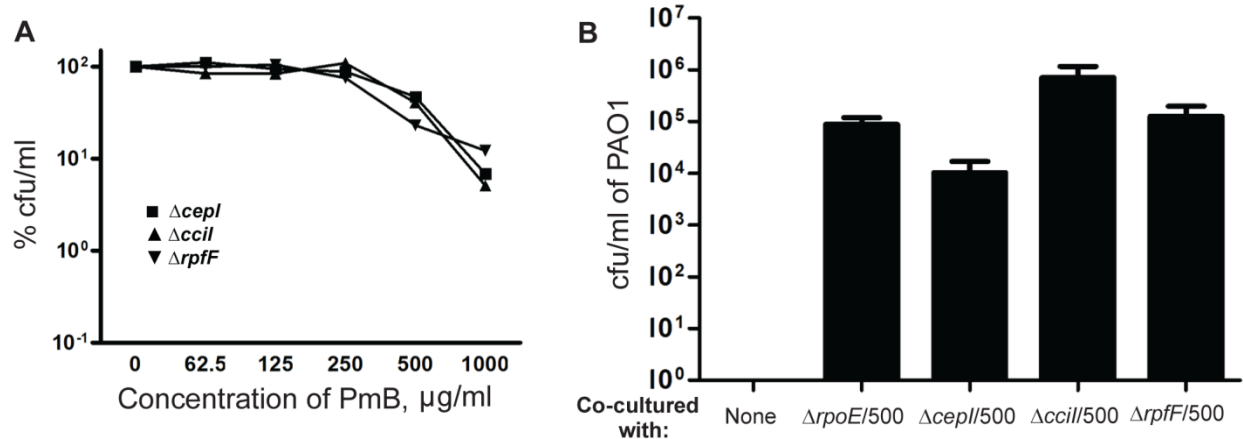 A
% cfu/ml
10²
10¹
10⁰
10⁻¹
■ ΔcepI
▲ ΔcciI
▼ ΔrpfF
0 62.5 125 250 500 1000
Concentration of PmB, µg/ml
B
cfu/ml of PAO1
10⁷
10⁶
10⁵
10⁴
10³
10²
10¹
10⁰
Co-cultured with:
None ΔrpoE/500 ΔcepI/500 ΔcciI/500 ΔrpfF/500